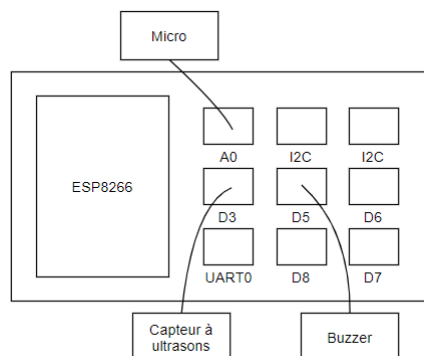 Micro
A0 I2C I2C
ESP8266
D3 D5 D6
UART0 D8 D7
Capteur à
ultrasons
Buzzer